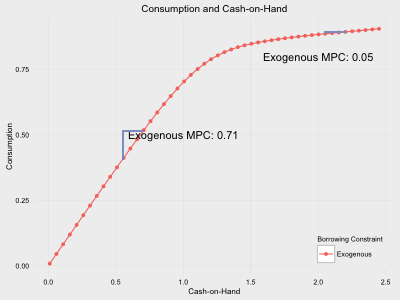 Consumption and Cash-on-Hand
Consumption
0.75
0.50
0.25
0.00
Exogenous MPC: 0.05
Exogenous MPC: 0.71
Borrowing Constraint
Exogenous
0.0
0.5
1.0
1.5
2.0
2.5
Cash-on-Hand